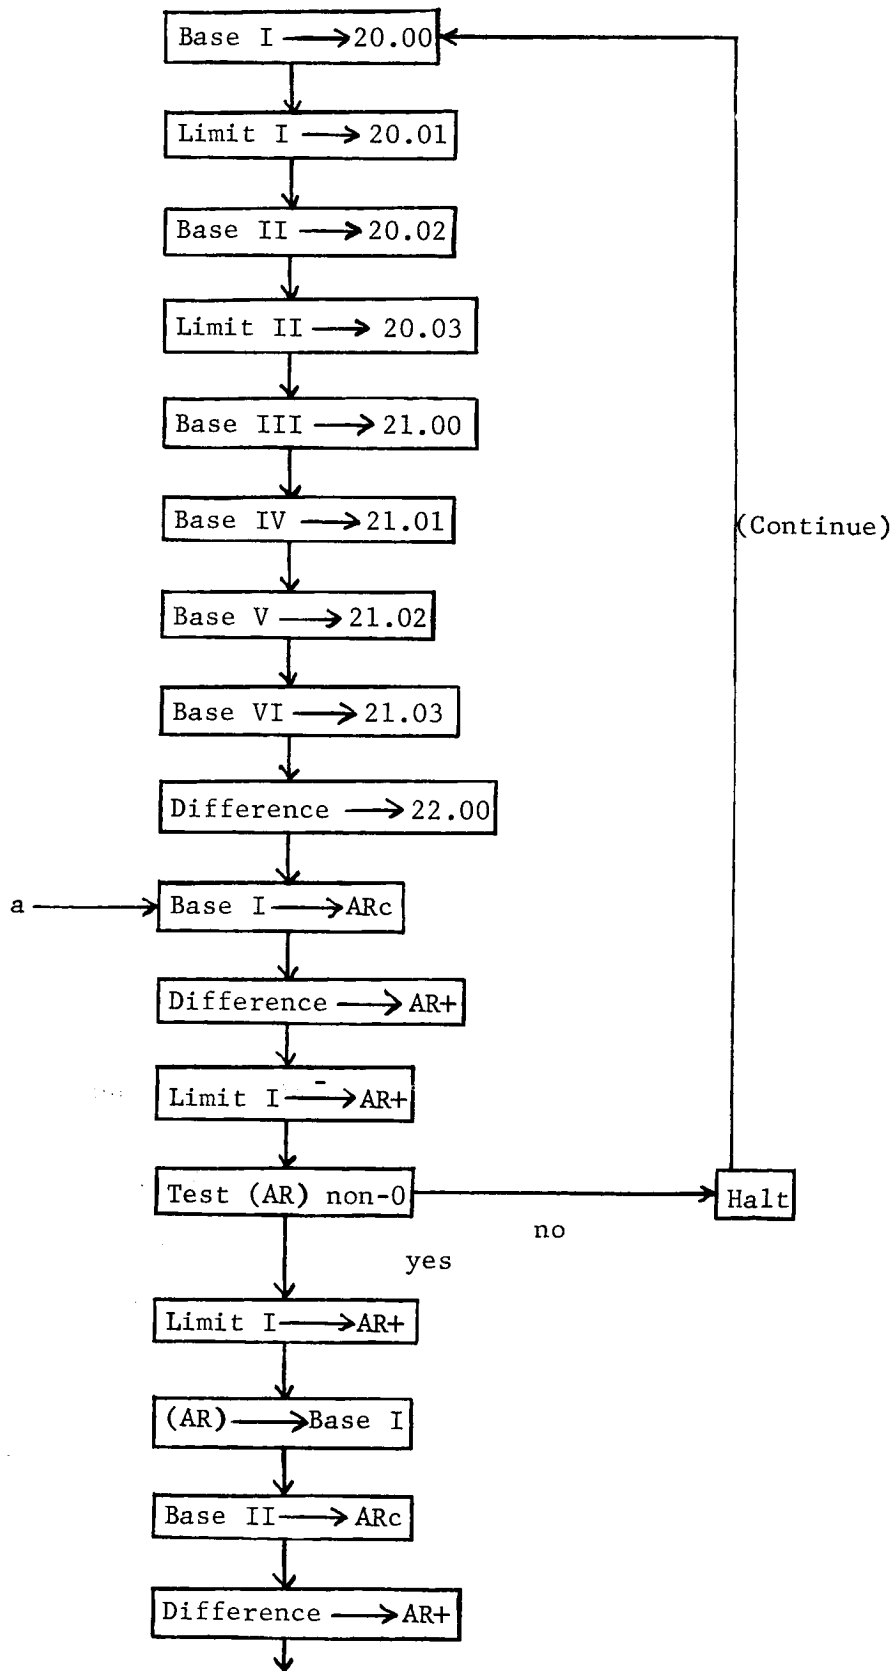 Base I → 20.00
Limit I → 20.01
Base II → 20.02
Limit II → 20.03
Base III → 21.00
Base IV → 21.01
(Continue)
Base V → 21.02
Base VI → 21.03
Difference → 22.00
a → Base I → ARc
Difference → AR+
Limit I -→ AR+
Test (AR) non-0
Halt
no
yes
Limit I → AR+
(AR) → Base I
Base II → ARc
Difference → AR+